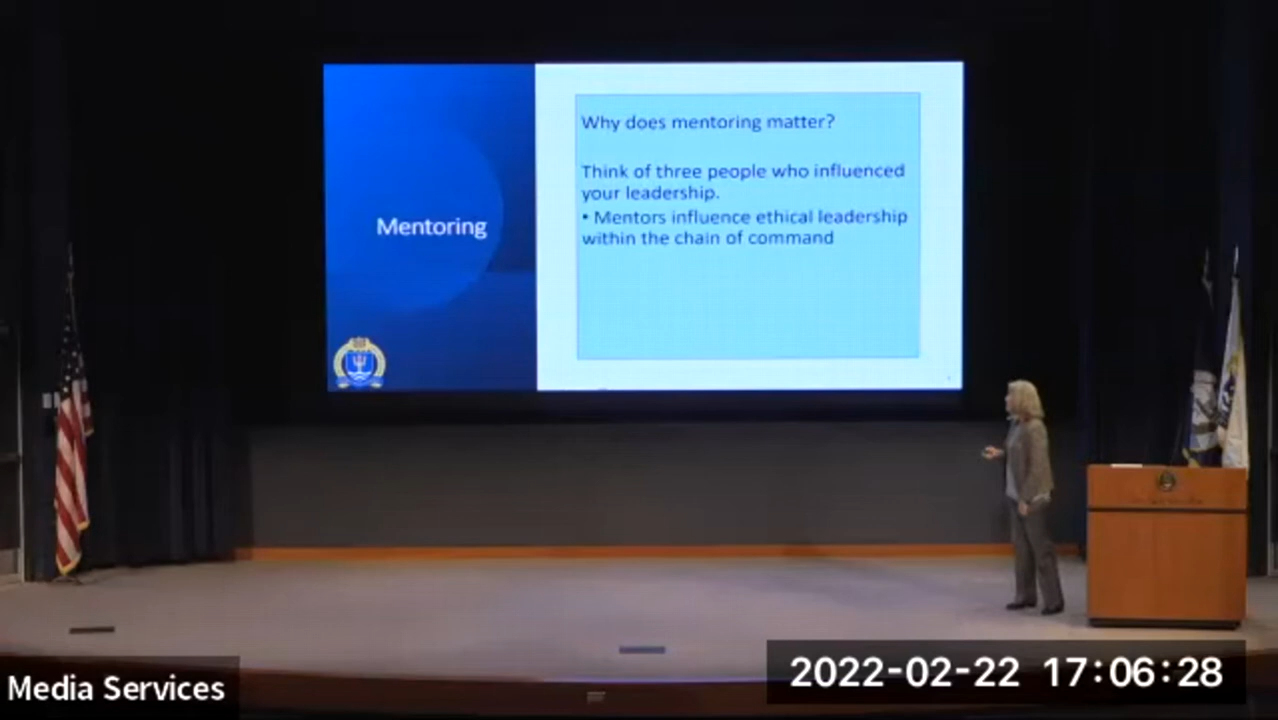 Mentoring
Why does mentoring matter?
Think of three people who influenced
your leadership.
• Mentors influence ethical leadership
within the chain of command
Media Services
2022-02-22 17:06:28